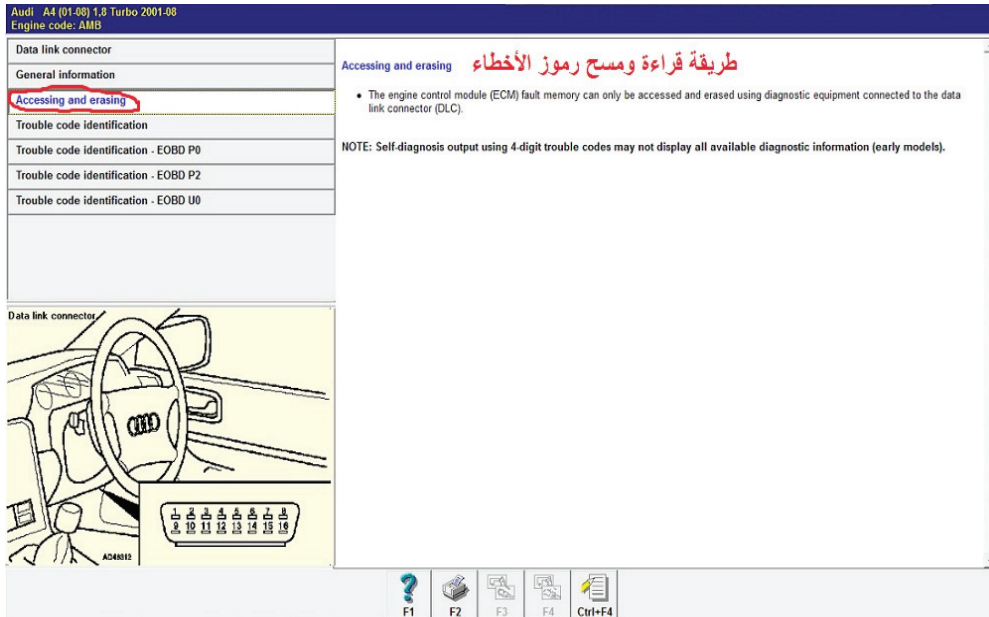 Audi A4 (01-08) 1,8 Turbo 2001-08
Engine code: AMB
Data link connector
General information
Accessing and erasing
Trouble code identification
Trouble code identification - EOBD P0
Trouble code identification - EOBD P2
Trouble code identification - EOBD U0
Accessing and erasing طريقة قراءة ومسح رموز الأخطاء
• The engine control module (ECM) fault memory can only be accessed and erased using diagnostic equipment connected to the data
link connector (DLC).
NOTE: Self-diagnosis output using 4-digit trouble codes may not display all available diagnostic information (early models).
Data link connector
1 2 3 4 5 6 7 8
9 10 11 12 13 14 15 16
AD46312
F1 F2 F3 F4 Ctrl+F4